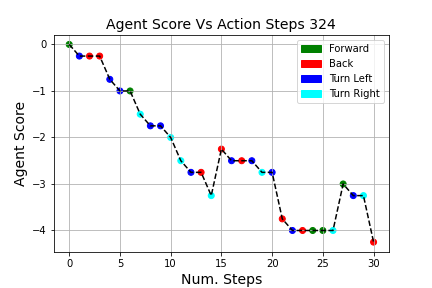 Agent Score Vs Action Steps 324
Forward
Back
Turn Left
Turn Right
Agent Score
0
−1
−2
−3
−4
0 5 10 15 20 25 30
Num. Steps